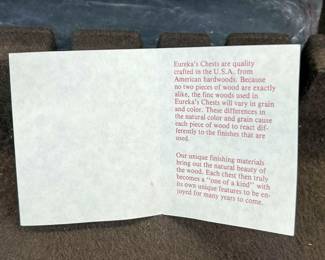 Eureka's Chests are quality
crafted in the U.S.A. from
American hardwoods. Because
no two pieces of wood are exactly
alike, the fine woods used in
Eureka's Chests will vary in grain
and color. These differences in
the natural color and grain cause
each piece of wood to react dif-
ferently to the finishes that are
used.
Our unique finishing materials
bring out the natural beauty of
the wood. Each chest then truly
becomes a "one of a kind" with
its own unique features to be en-
joyed for many years to come.